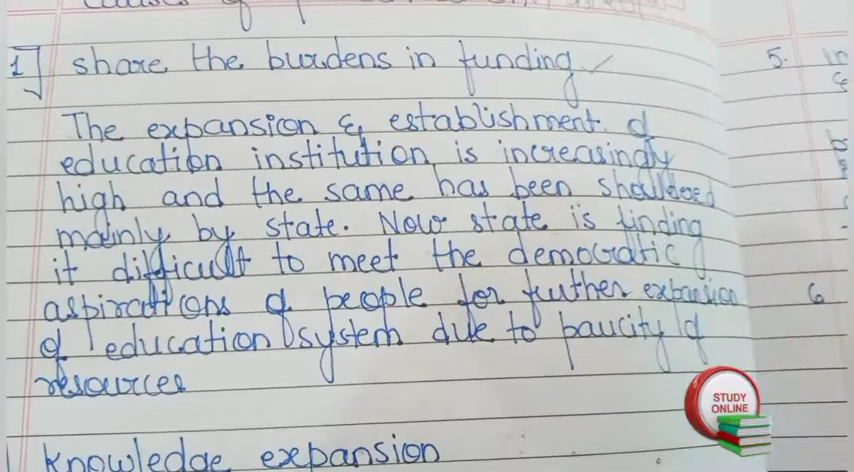 causes of
1] share the burdens in funding
The expansion & establishment of
education institution is increasingly
high and the same has been shouldered
mainly by state. Now state is finding
it difficult to meet the democratic
aspirations of people for further expansion
of education system due to paucity of
resources
Knowledge expansion
5.
6
STUDY
ONLINE